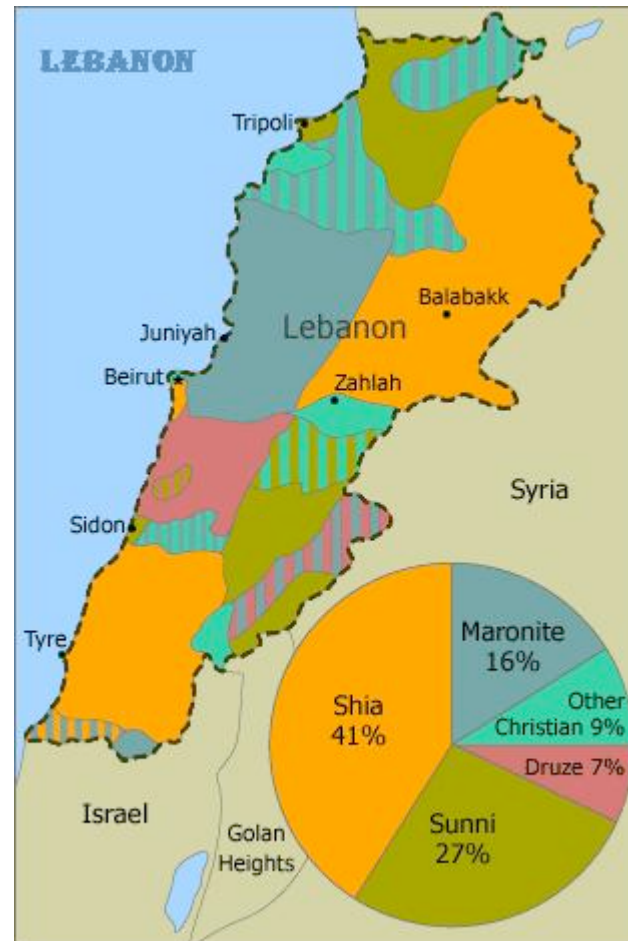 LEBANON
Tripoli
Balabakk
Juniyah
Lebanon
Beirut
Zahlah
Syria
Sidon
Tyre
Israel
Golan
Heights
Maronite
16%
Other
Christian 9%
Druze 7%
Shia
41%
Sunni
27%